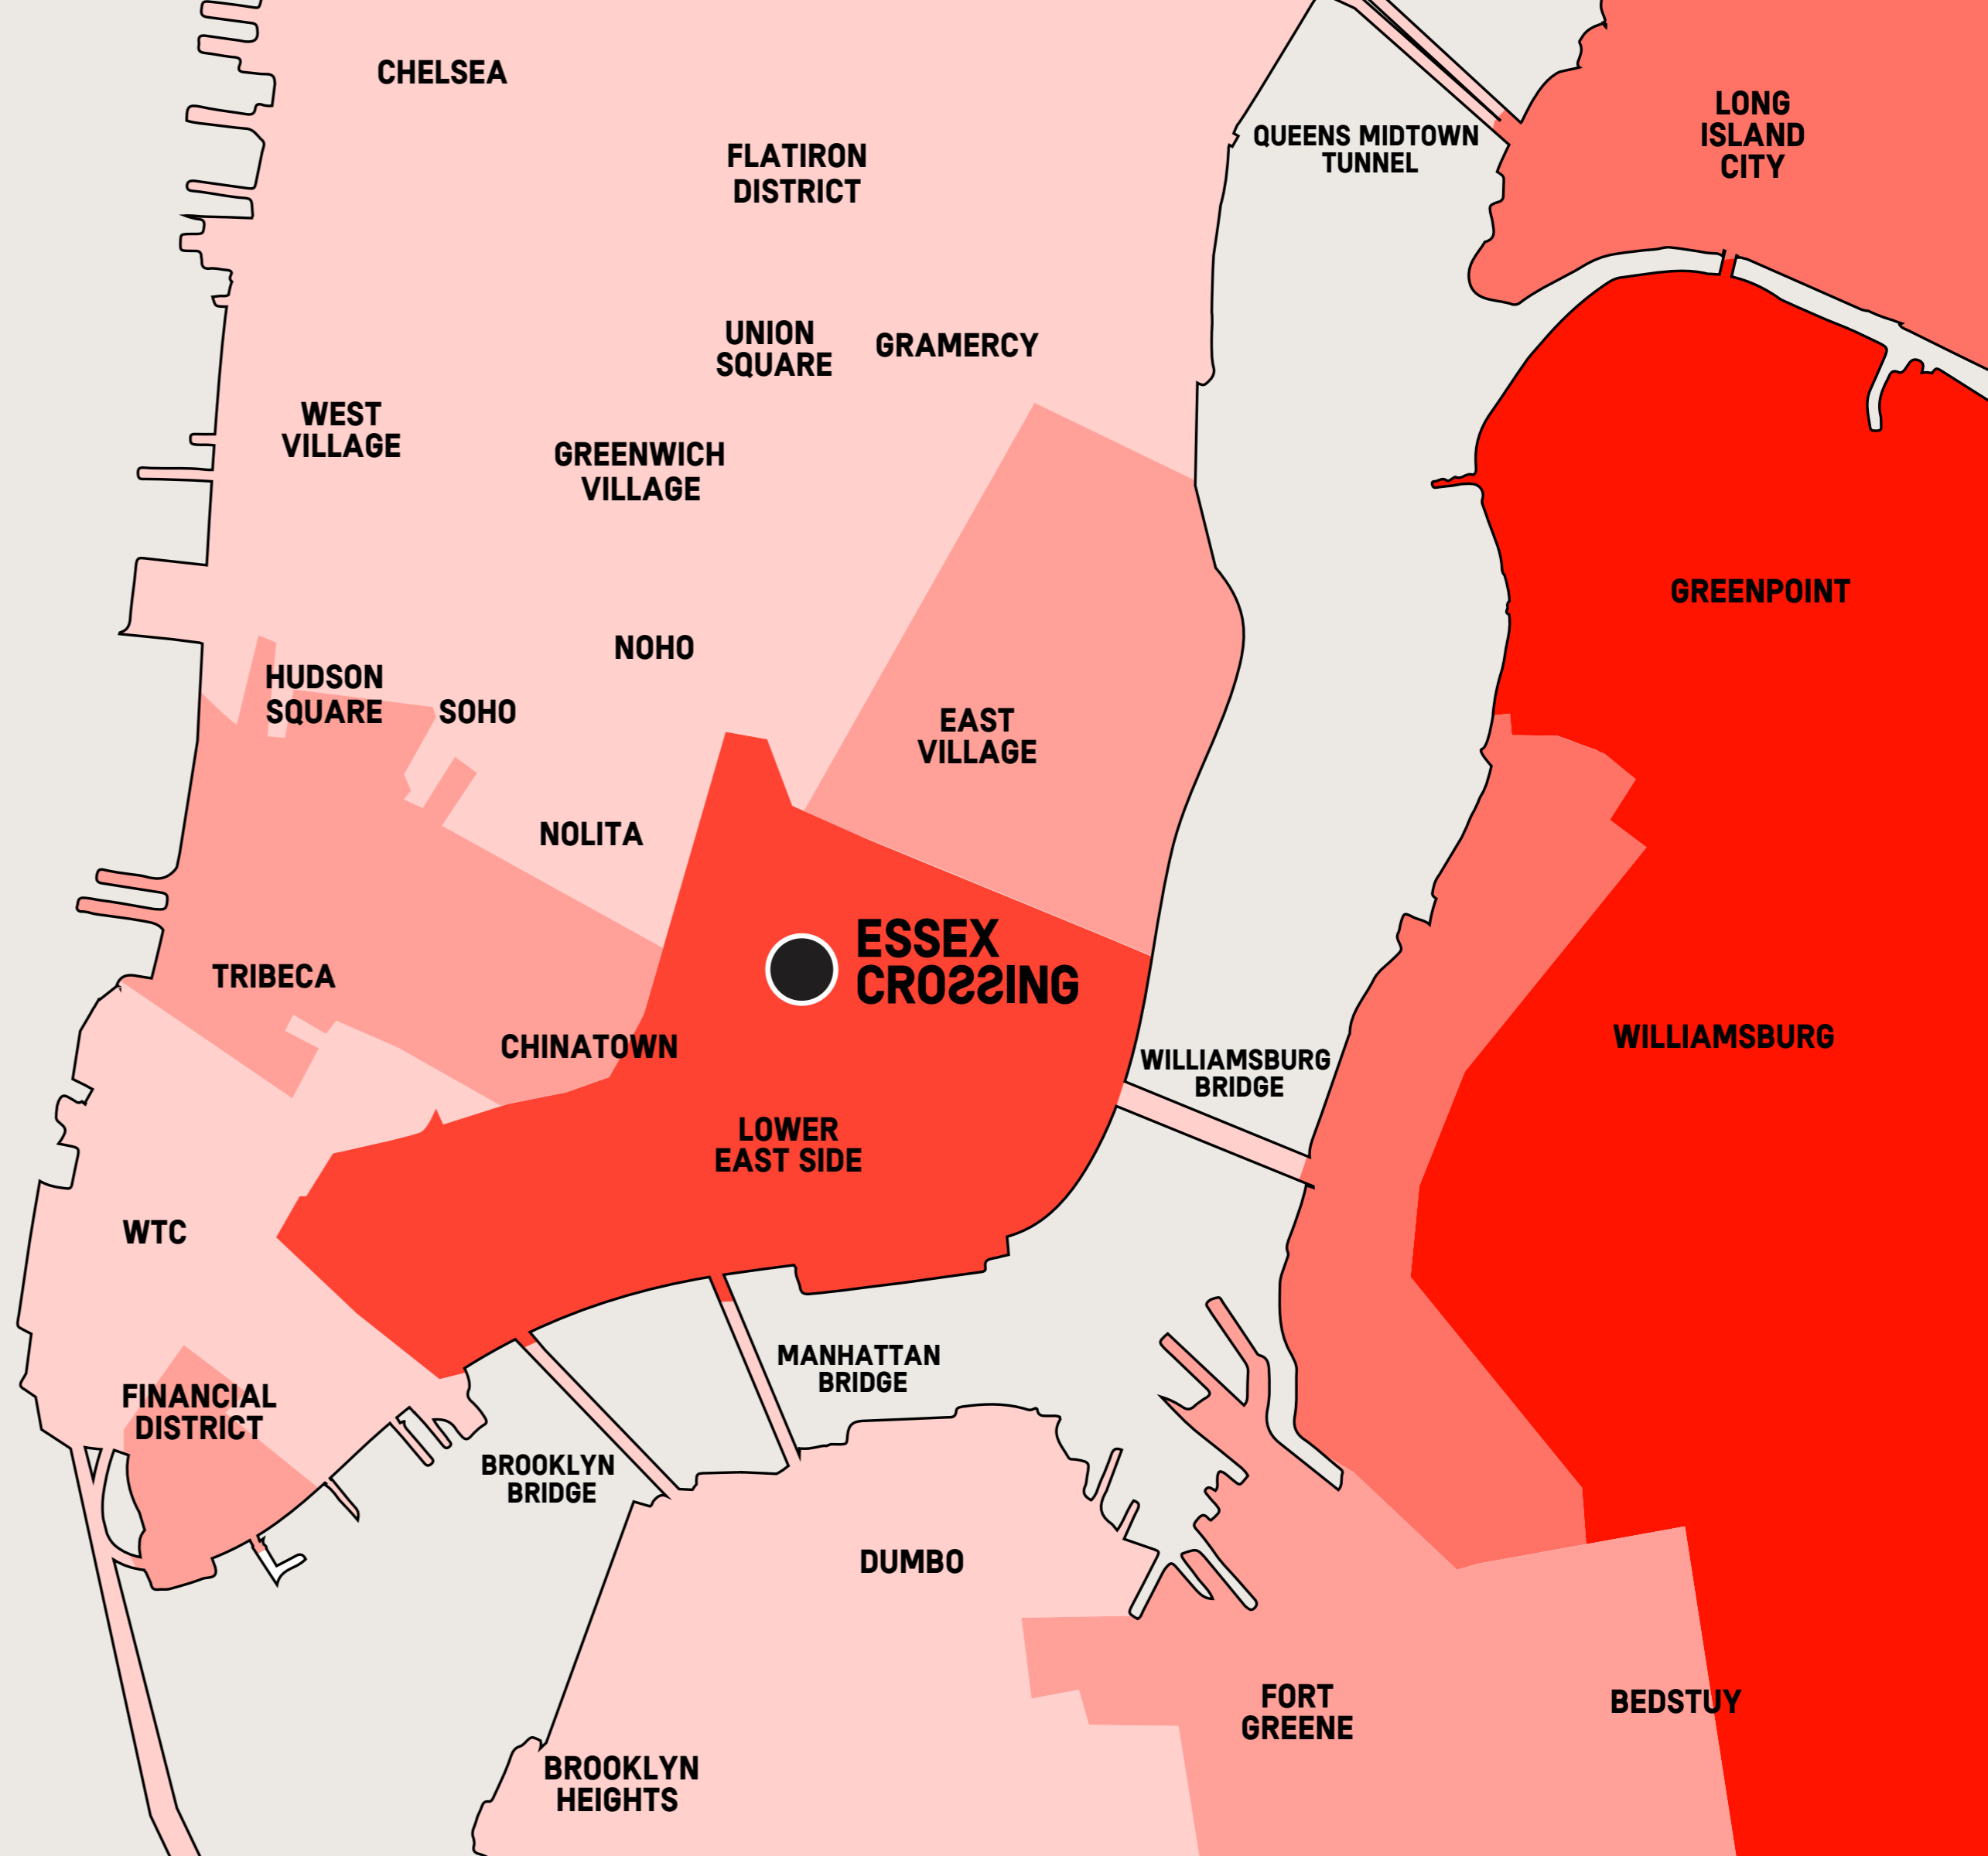 CHELSEA
FLATIRON
DISTRICT
QUEENS MIDTOWN
TUNNEL
LONG
ISLAND
CITY
UNION
SQUARE
GRAMERCY
WEST
VILLAGE
GREENWICH
VILLAGE
GREENPOINT
NOHO
HUDSON
SQUARE
SOHO
EAST
VILLAGE
NOLITA
ESSEX
CROSSING
TRIBECA
CHINATOWN
WILLIAMSBURG
WILLIAMSBURG
BRIDGE
LOWER
EAST SIDE
WTC
MANHATTAN
BRIDGE
FINANCIAL
DISTRICT
BROOKLYN
BRIDGE
DUMBO
FORT
GREENE
BEDSTUY
BROOKLYN
HEIGHTS